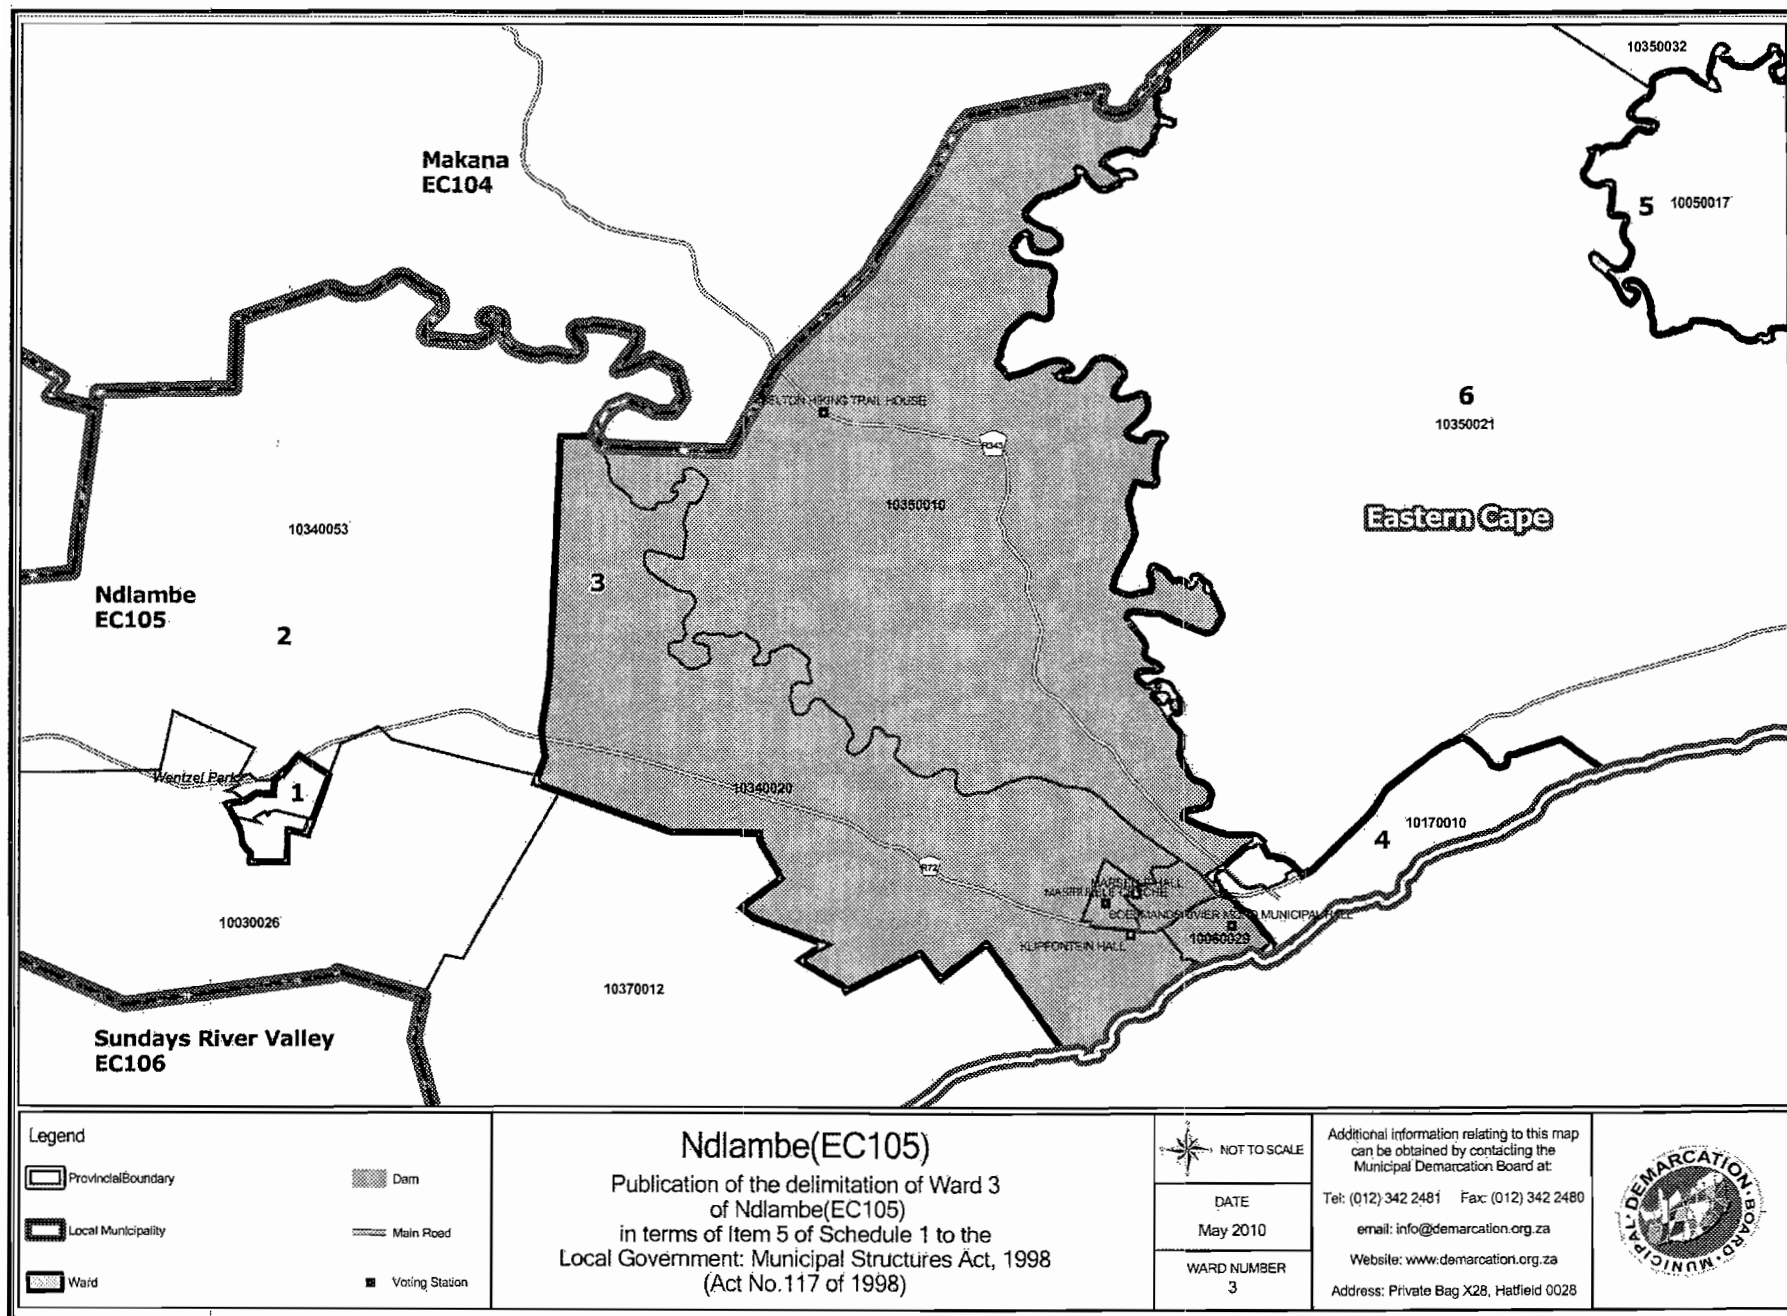 10350032
Makana
EC104
5
10050017
6
10350021
HIKING TRAIL HOUSE
R343
10350010
Eastern Cape
10340053
3
Ndlambe
EC105
2
Wentzel Park
1
10340020
4
10170010
R72
MUNICIPAL HALL
KLIPFONTEIN HALL
10060029
10030026
10370012
Sundays River Valley
EC106
Legend
ProvincialBoundary
Dam
Local Municipality
Main Road
Ward
Voting Station
Ndlambe(EC105)
Publication of the delimitation of Ward 3
of Ndlambe(EC105)
in terms of Item 5 of Schedule 1 to the
Local Government: Municipal Structures Act, 1998
(Act No.117 of 1998)
NOT TO SCALE
DATE
May 2010
WARD NUMBER
3
Additional information relating to this map
can be obtained by contacting the
Municipal Demarcation Board at:
Tel: (012) 342 2481 Fax: (012) 342 2480
email: info@demarcation.org.za
Website: www.demarcation.org.za
Address: Private Bag X28, Hatfield 0028
MUNICIPAL DEMARCATION BOARD